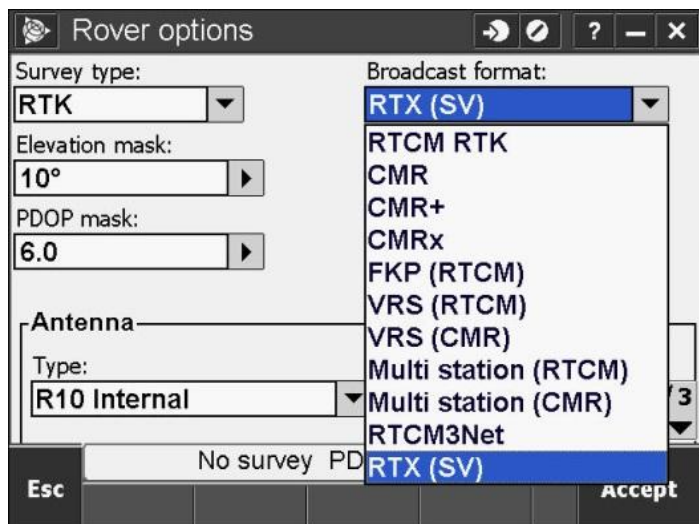 Rover options
? – ×
Survey type:
RTK
Broadcast format:
RTX (SV)
Elevation mask:
10°
PDOP mask:
6.0
RTCM RTK
CMR
CMR+
CMRx
FKP (RTCM)
VRS (RTCM)
VRS (CMR)
Multi station (RTCM)
Multi station (CMR)
RTCM3Net
RTX (SV)
Antenna
Type:
R10 Internal
/3
No survey PD
Esc
Accept